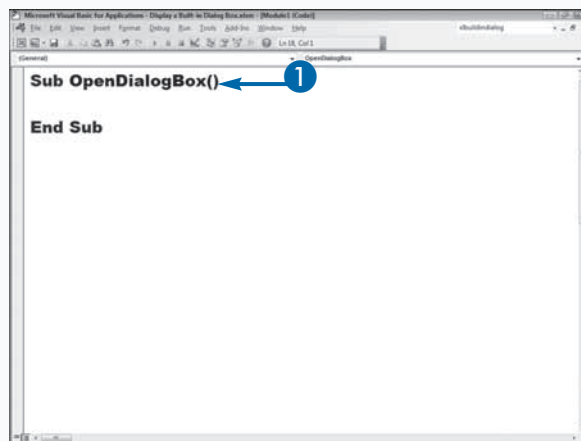 Microsoft Visual Basic for Applications - Display a Built-in Dialog Box.xlsm - [Module1 (Code)]
File Edit View Insert Format Debug Run Tools Add-Ins Window Help
xlbuiltindialog
Ln 18, Col 1
(General)
OpenDialogBox
Sub OpenDialogBox()
1
End Sub